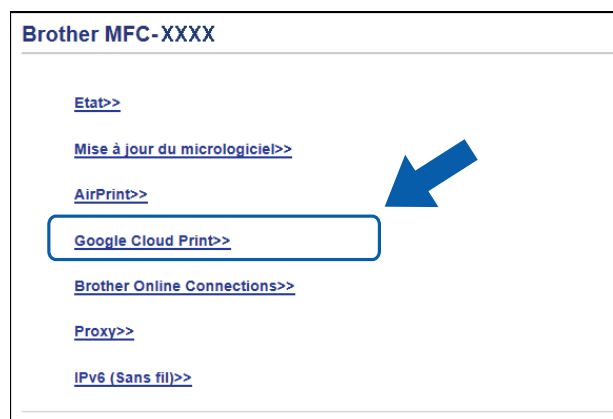 Brother MFC-XXXX
Etat>>
Mise à jour du micrologiciel>>
AirPrint>>
Google Cloud Print>>
Brother Online Connections>>
Proxy>>
IPv6 (Sans fil)>>